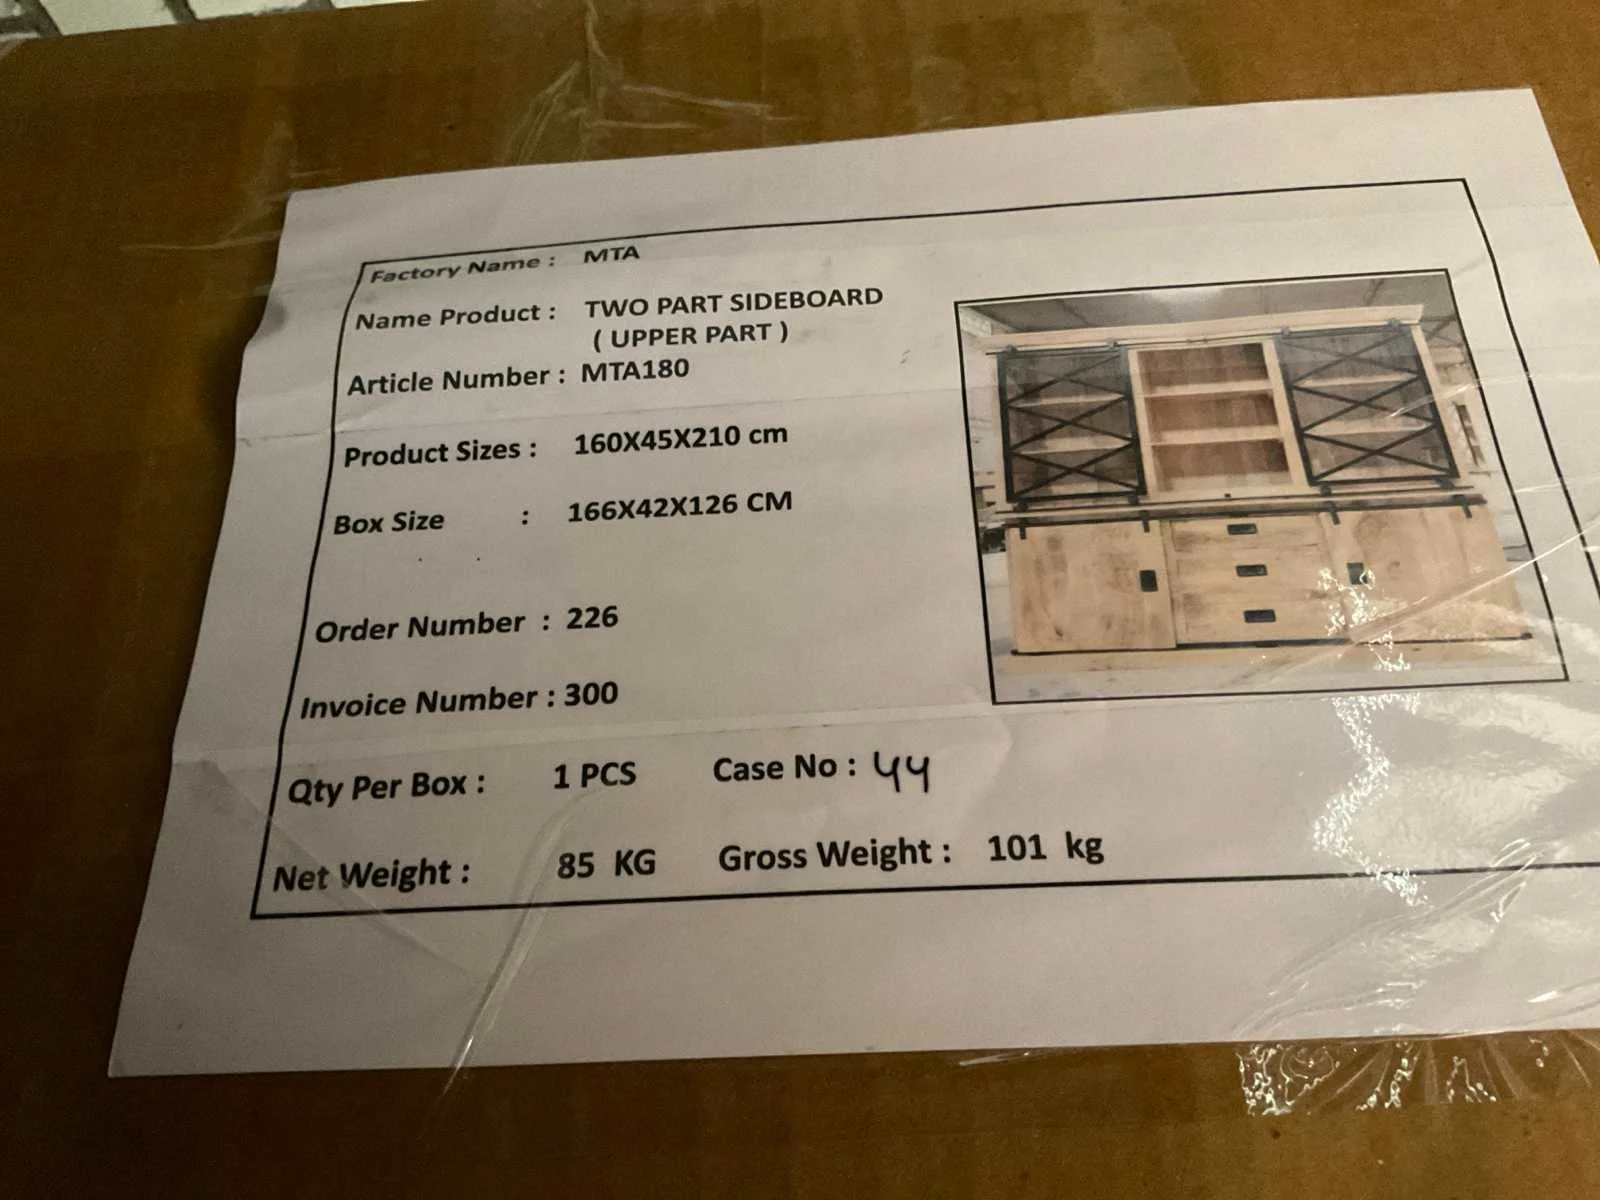 Factory Name : MTA
Name Product : TWO PART SIDEBOARD
( UPPER PART )
Article Number : MTA180
Product Sizes : 160X45X210 cm
Box Size : 166X42X126 CM
Order Number : 226
Invoice Number : 300
Qty Per Box : 1 PCS Case No : 44
Net Weight : 85 KG Gross Weight : 101 kg